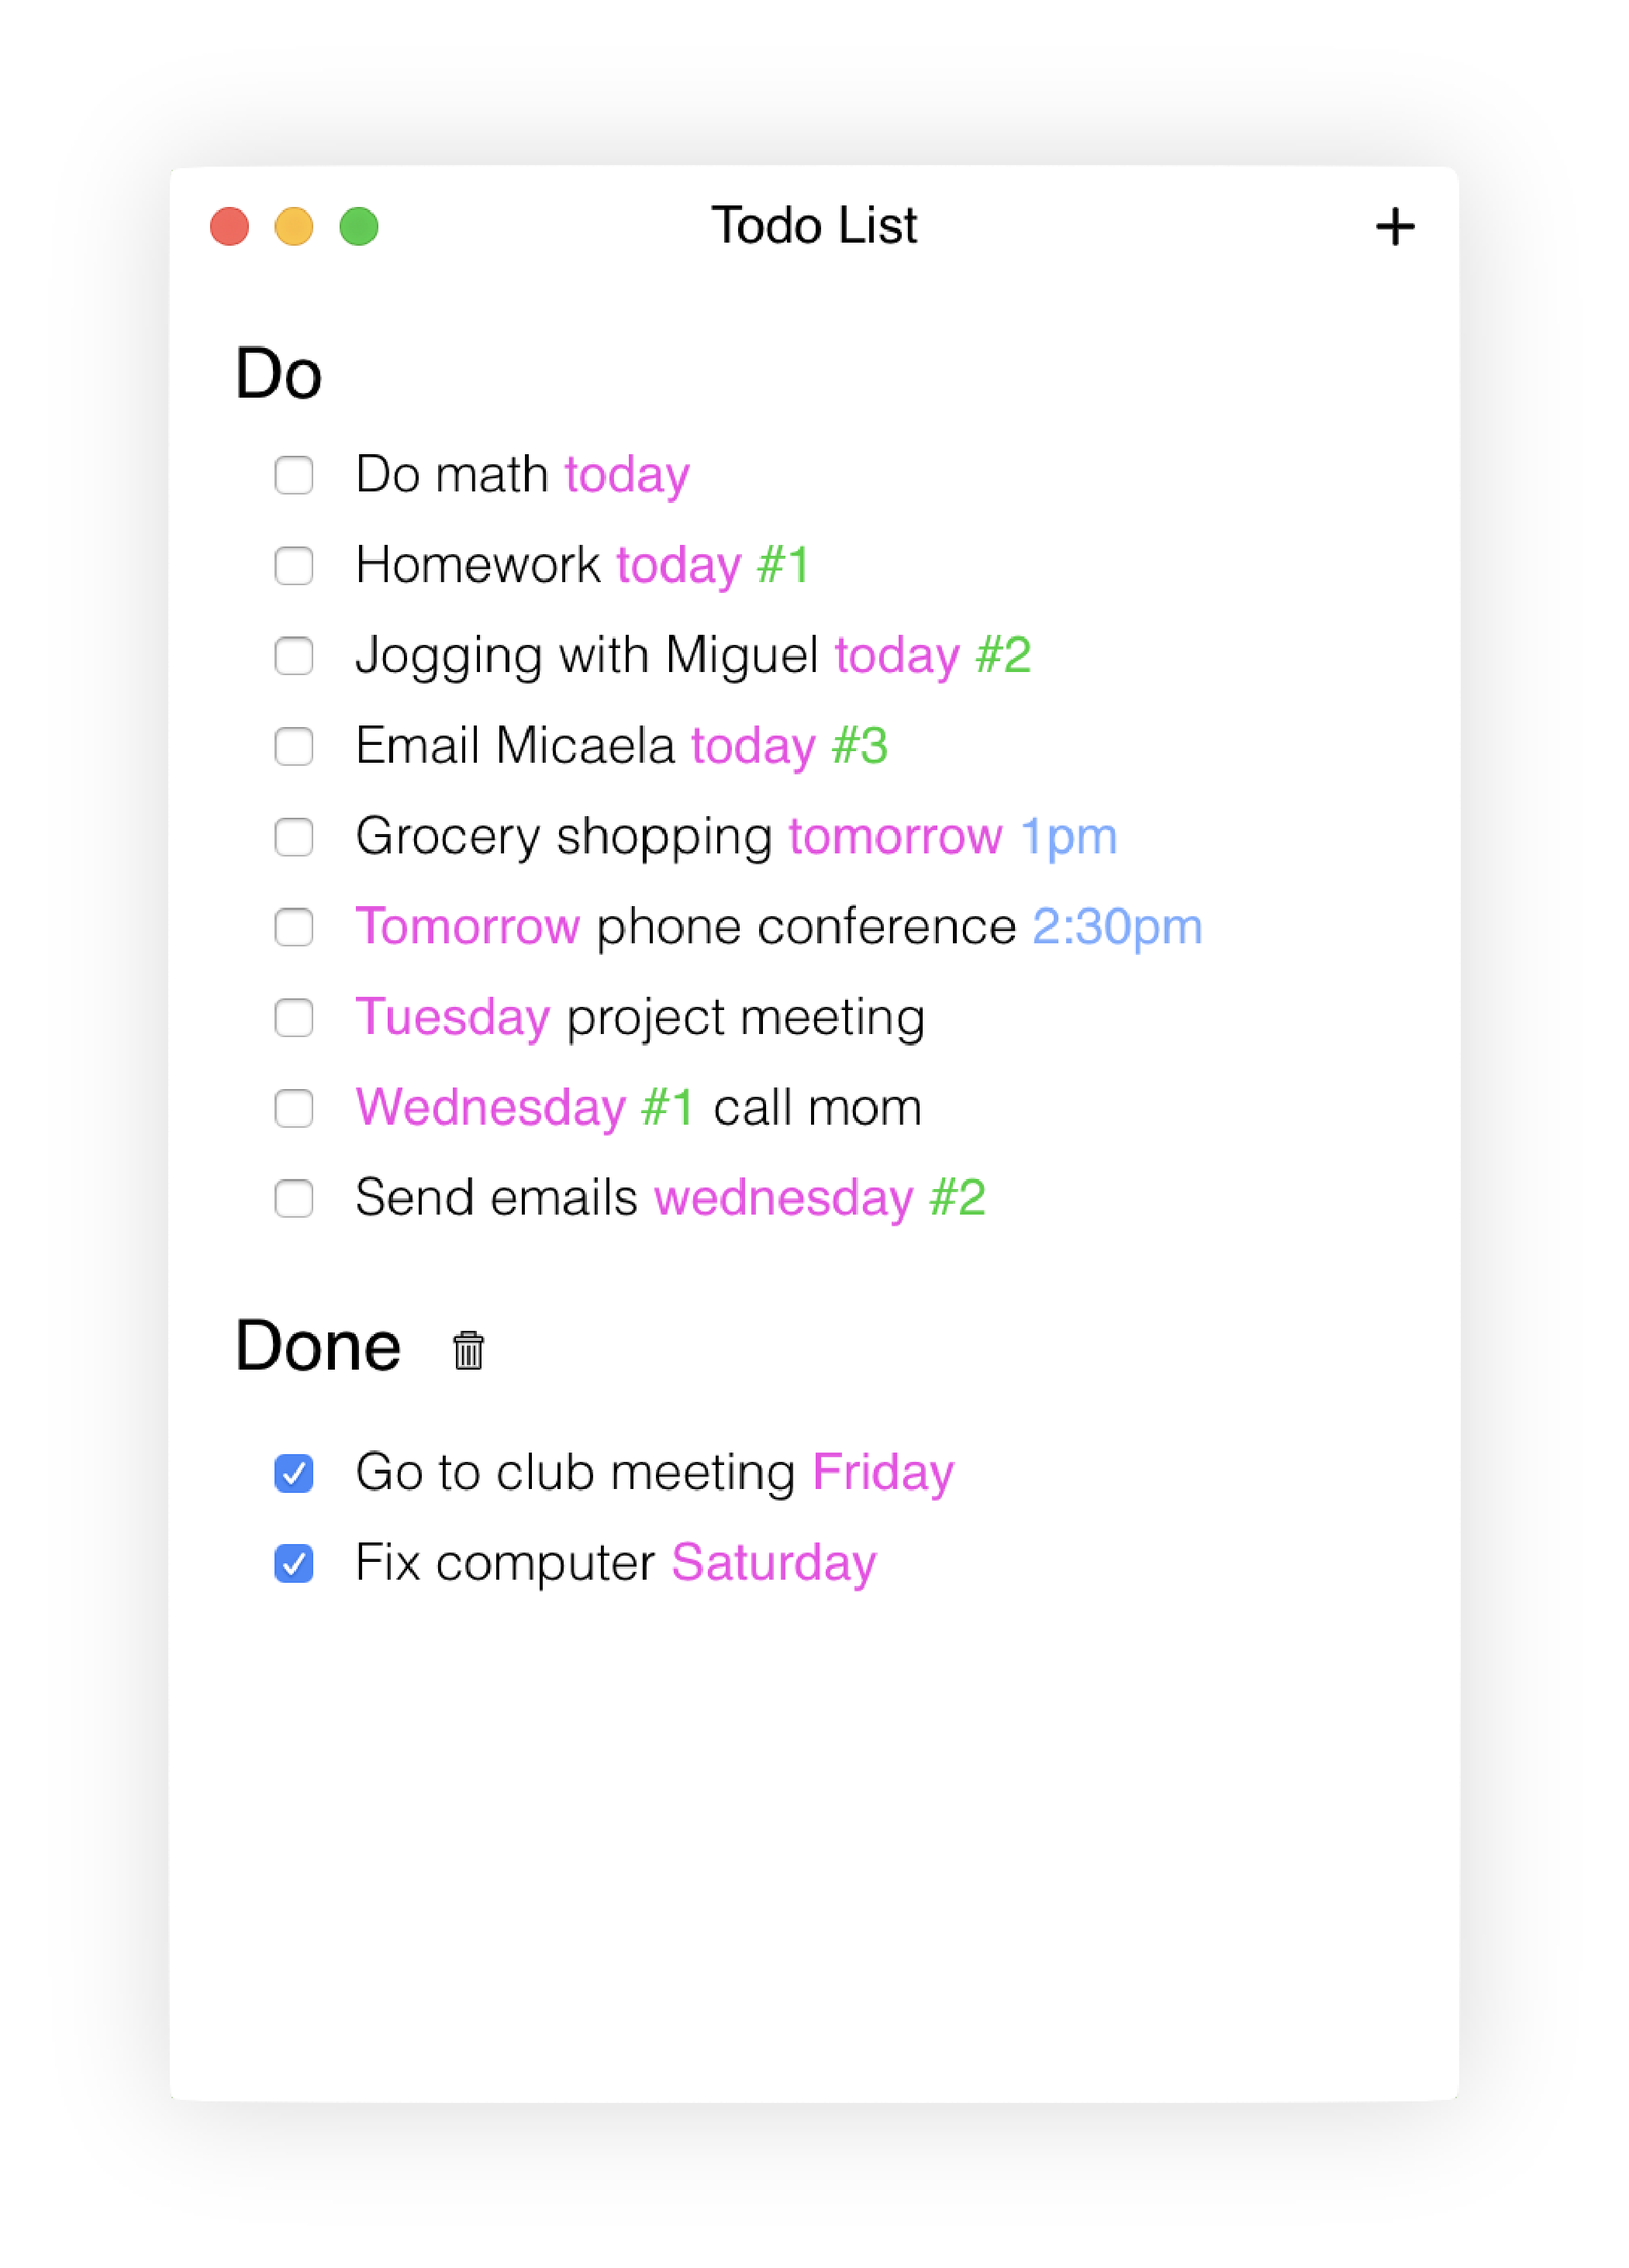 Todo List
Do
Do math today
Homework today #1
Jogging with Miguel today #2
Email Micaela today #3
Grocery shopping tomorrow 1pm
Tomorrow phone conference 2:30pm
Tuesday project meeting
Wednesday #1 call mom
Send emails wednesday #2
Done
Go to club meeting Friday
Fix computer Saturday